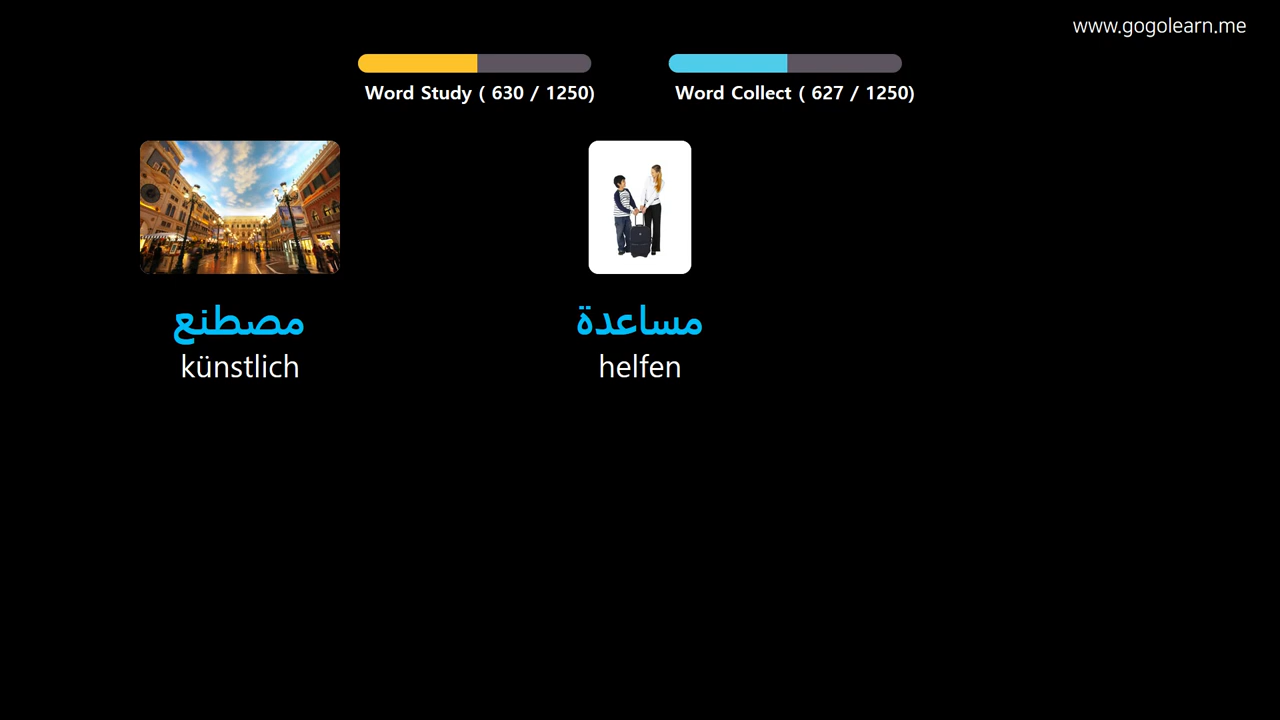 www.gogolearn.me
Word Study ( 630 / 1250)
Word Collect ( 627 / 1250)
مصطنع
künstlich
مساعدة
helfen